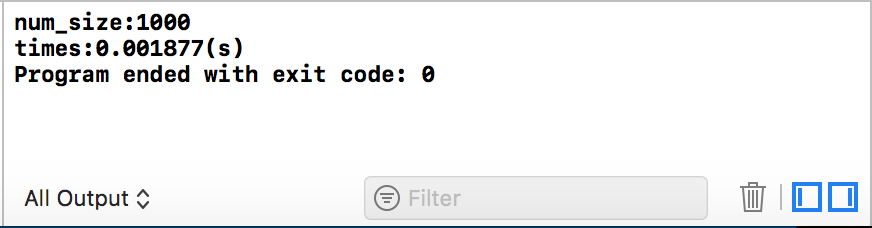 num_size:1000
times:0.001877(s)
Program ended with exit code: 0
All Output
Filter